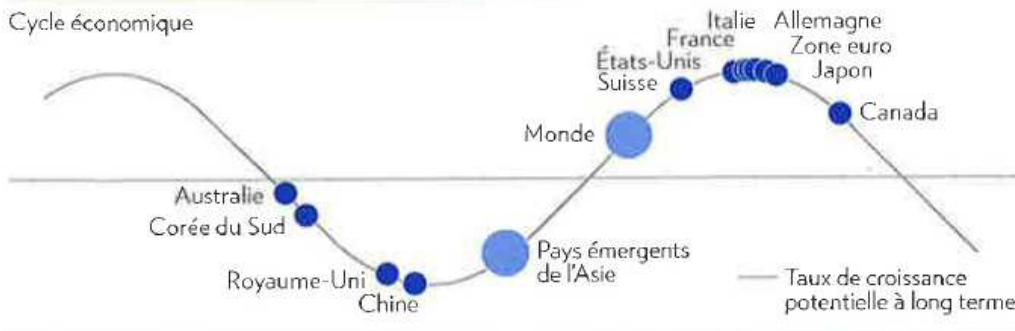 Cycle économique
Italie
Allemagne
France
Zone euro
États-Unis
Japon
Suisse
Canada
Monde
Australie
Corée du Sud
Pays émergents
de l'Asie
Royaume-Uni
Chine
Taux de croissance
potentielle à long terme